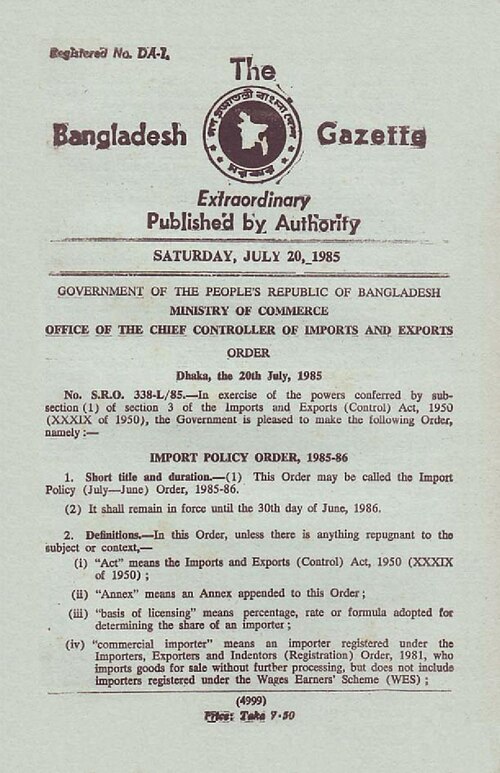 Registered No. DA-1.
The
গণপ্রজাতন্ত্রী বাংলাদেশ
সরকার
Bangladesh Gazette
Extraordinary
Published by Authority
SATURDAY, JULY 20, 1985
GOVERNMENT OF THE PEOPLE'S REPUBLIC OF BANGLADESH
MINISTRY OF COMMERCE
OFFICE OF THE CHIEF CONTROLLER OF IMPORTS AND EXPORTS
ORDER
Dhaka, the 20th July, 1985
No. S.R.O. 338-L/85.—In exercise of the powers conferred by sub-
section (1) of section 3 of the Imports and Exports (Control) Act, 1950
(XXXIX of 1950), the Government is pleased to make the following Order,
namely :—
IMPORT POLICY ORDER, 1985-86
1. Short title and duration.—(1) This Order may be called the Import
Policy (July—June) Order, 1985-86.
(2) It shall remain in force until the 30th day of June, 1986.
2. Definitions.—In this Order, unless there is anything repugnant to the
subject or context,—
(i) "Act" means the Imports and Exports (Control) Act, 1950 (XXXIX
of 1950) ;
(ii) "Annex" means an Annex appended to this Order ;
(iii) "basis of licensing" means percentage, rate or formula adopted for
determining the share of an importer ;
(iv) "commercial importer" means an importer registered under the
Importers, Exporters and Indentors (Registration) Order, 1981, who
imports goods for sale without further processing, but does not include
importers registered under the Wages Earners' Scheme (WES) ;
(4999)
Price: Taka 7·50